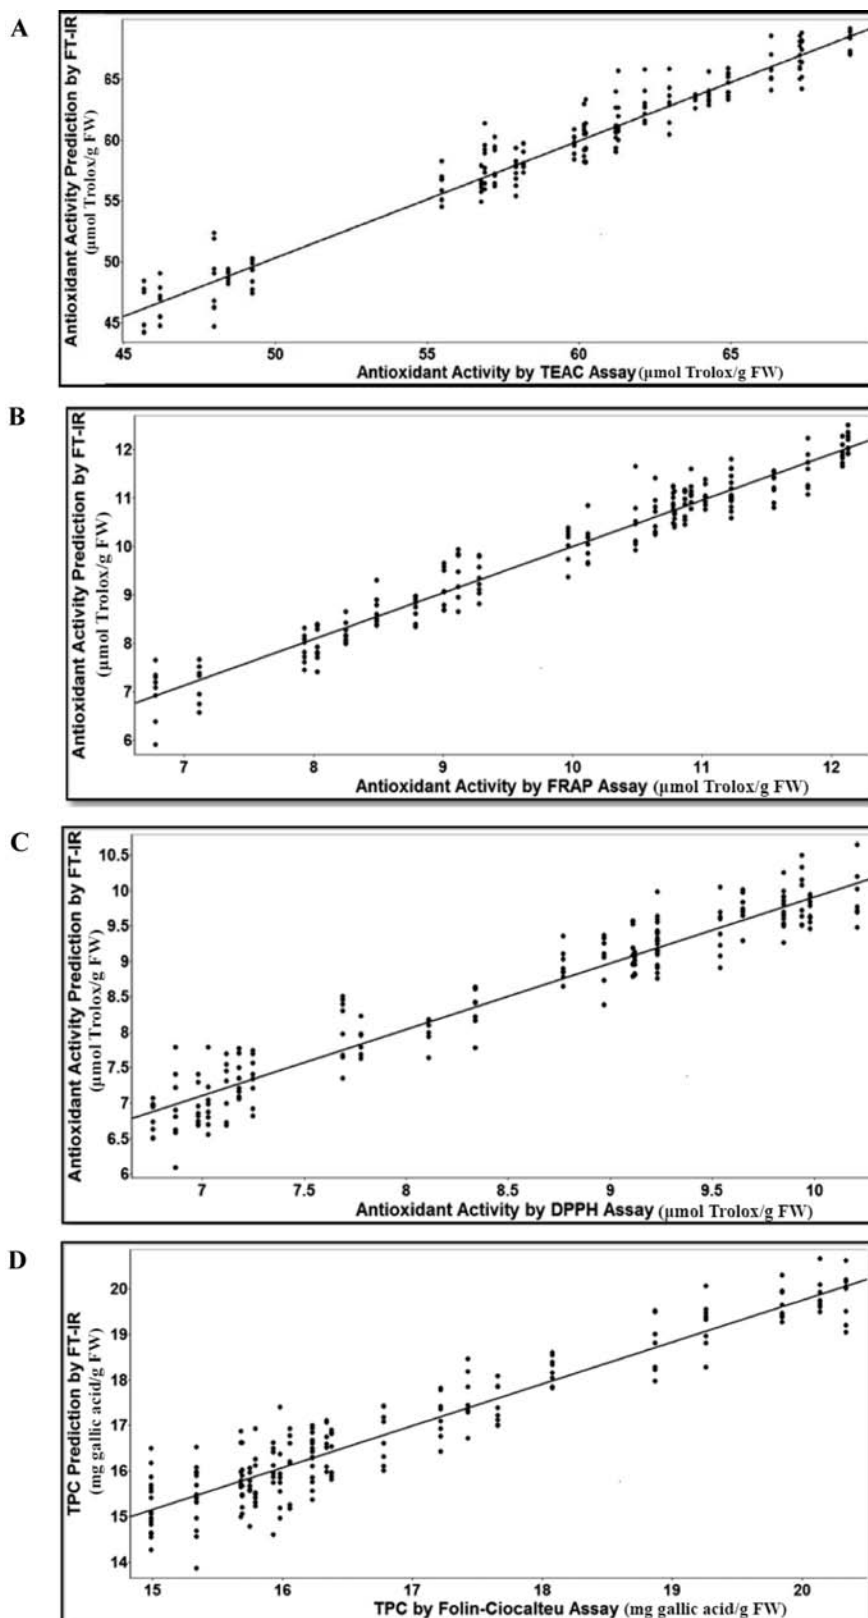 A
Antioxidant Activity Prediction by FT-IR
(µmol Trolox/g FW)
65
60
55
50
45
45 50 55 60 65
Antioxidant Activity by TEAC Assay (µmol Trolox/g FW)
B
Antioxidant Activity Prediction by FT-IR
(µmol Trolox/g FW)
12
11
10
9
8
7
6
7 8 9 10 11 12
Antioxidant Activity by FRAP Assay (µmol Trolox/g FW)
C
Antioxidant Activity Prediction by FT-IR
(µmol Trolox/g FW)
10.5
10
9.5
9
8.5
8
7.5
7
6.5
6
7 7.5 8 8.5 9 9.5 10
Antioxidant Activity by DPPH Assay (µmol Trolox/g FW)
D
TPC Prediction by FT-IR
(mg gallic acid/g FW)
20
19
18
17
16
15
14
15 16 17 18 19 20
TPC by Folin-Ciocalteu Assay (mg gallic acid/g FW)